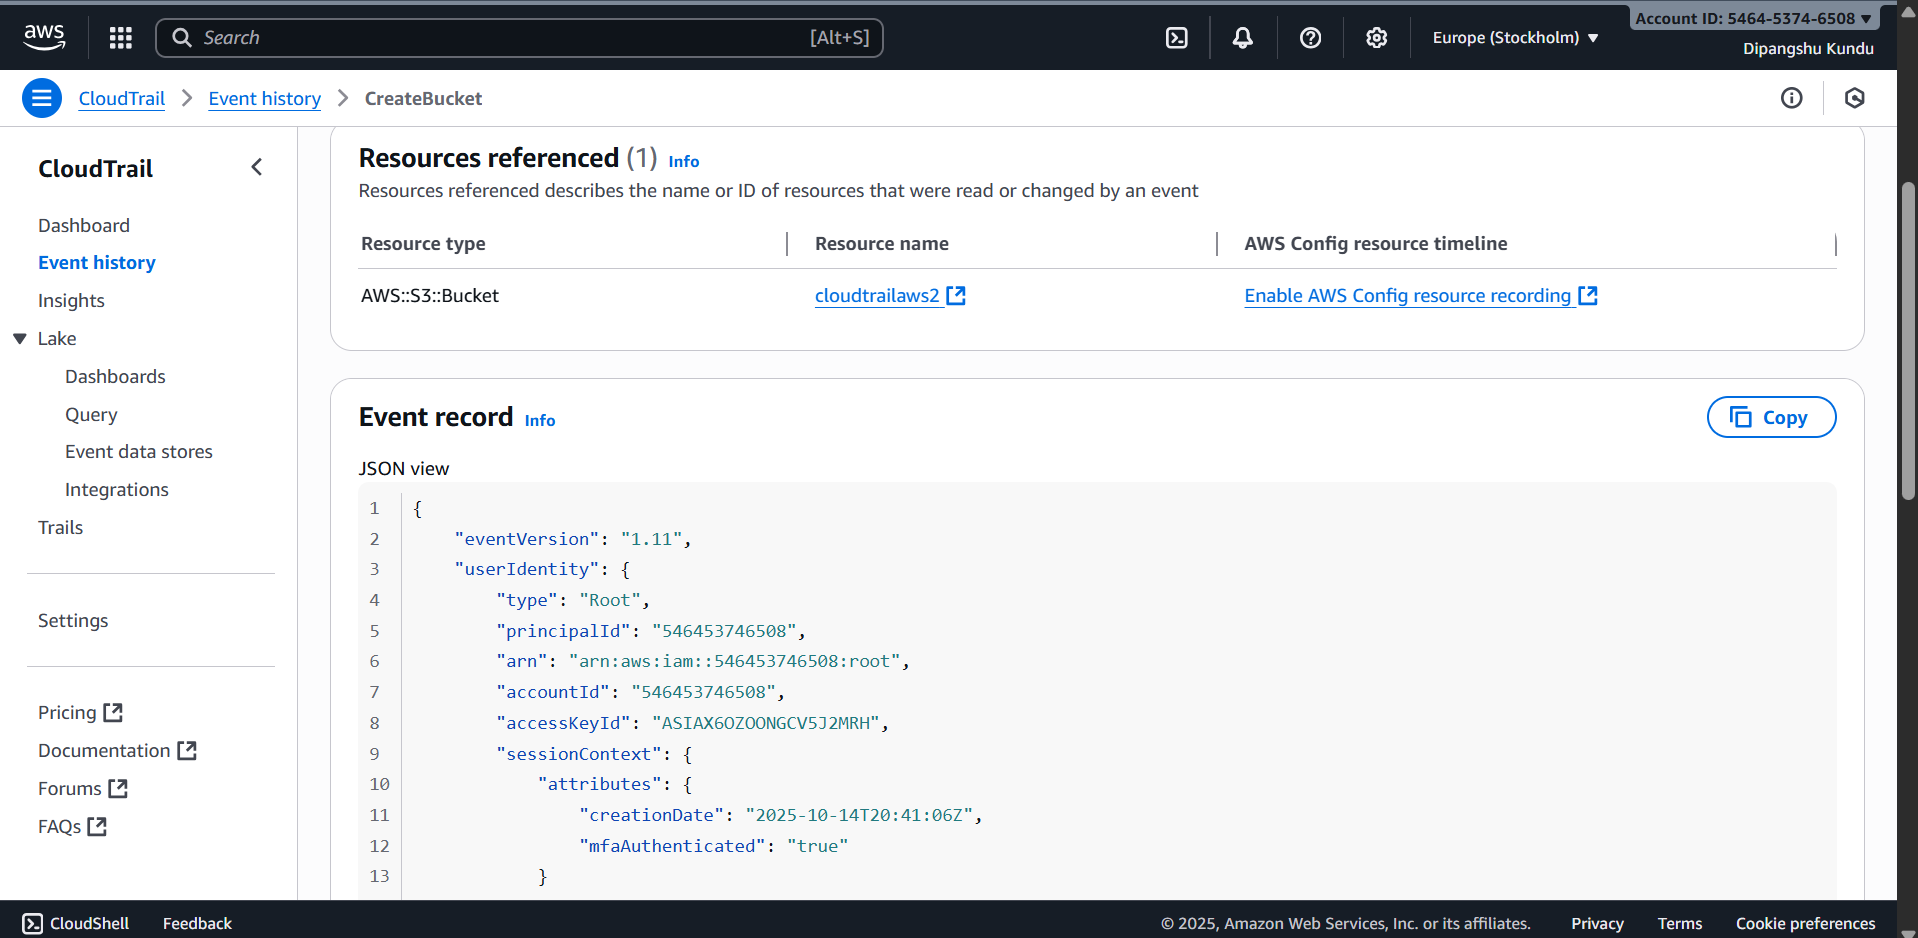 aws
Search [Alt+S]
Europe (Stockholm) ▼
Account ID: 5464-5374-6508 ▼
Dipangshu Kundu
CloudTrail > Event history > CreateBucket
CloudTrail
Dashboard
Event history
Insights
Lake
Dashboards
Query
Event data stores
Integrations
Trails
Settings
Pricing
Documentation
Forums
FAQs
Resources referenced (1) Info
Resources referenced describes the name or ID of resources that were read or changed by an event
Resource type Resource name AWS Config resource timeline
AWS::S3::Bucket cloudtrailaws2 Enable AWS Config resource recording
Event record Info
Copy
JSON view
1 {
2 "eventVersion": "1.11",
3 "userIdentity": {
4 "type": "Root",
5 "principalId": "546453746508",
6 "arn": "arn:aws:iam::546453746508:root",
7 "accountId": "546453746508",
8 "accessKeyId": "ASIAX6OZOONGCV5J2MRH",
9 "sessionContext": {
10 "attributes": {
11 "creationDate": "2025-10-14T20:41:06Z",
12 "mfaAuthenticated": "true"
13 }
CloudShell Feedback © 2025, Amazon Web Services, Inc. or its affiliates. Privacy Terms Cookie preferences